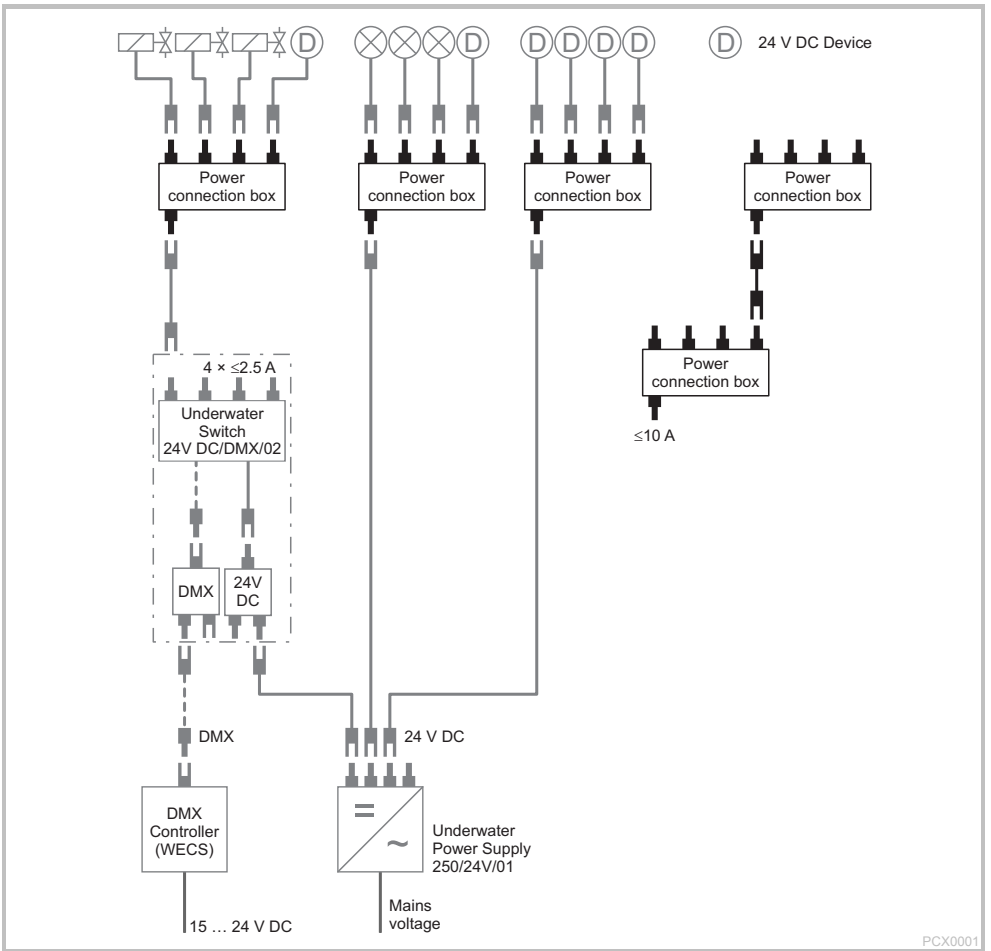 D
D
D
D
D
D
D
24 V DC Device
Power
connection box
Power
connection box
Power
connection box
Power
connection box
4 × ≤2.5 A
Underwater
Switch
24V DC/DMX/02
Power
connection box
≤10 A
DMX
24V
DC
DMX
24 V DC
DMX
Controller
(WECS)
=
~
Underwater
Power Supply
250/24V/01
15 … 24 V DC
Mains
voltage
PCX0001